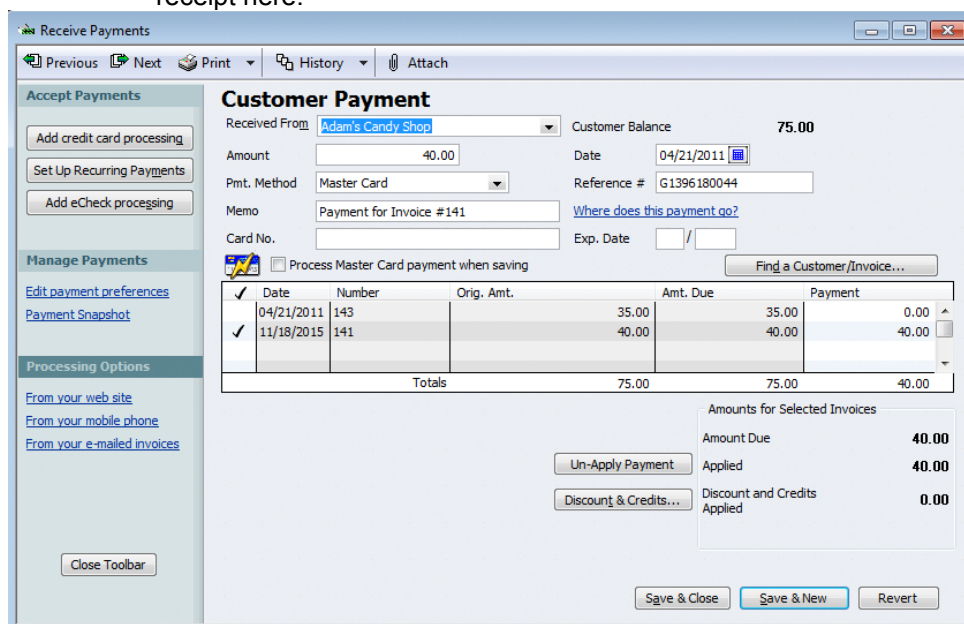 receipt here.
Receive Payments
Previous Next Print History Attach
Accept Payments
Add credit card processing
Set Up Recurring Payments
Add eCheck processing
Manage Payments
Edit payment preferences
Payment Snapshot
Processing Options
From your web site
From your mobile phone
From your e-mailed invoices
Close Toolbar
Customer Payment
Received From Adam's Candy Shop Customer Balance 75.00
Amount 40.00 Date 04/21/2011
Pmt. Method Master Card Reference # G1396180044
Memo Payment for Invoice #141 Where does this payment go?
Card No. Exp. Date /
Process Master Card payment when saving Find a Customer/Invoice...
✓ Date Number Orig. Amt. Amt. Due Payment
04/21/2011 143 35.00 35.00 0.00
✓ 11/18/2015 141 40.00 40.00 40.00
Totals 75.00 75.00 40.00
Amounts for Selected Invoices
Amount Due 40.00
Un-Apply Payment Applied 40.00
Discount & Credits... Discount and Credits Applied 0.00
Save & Close Save & New Revert